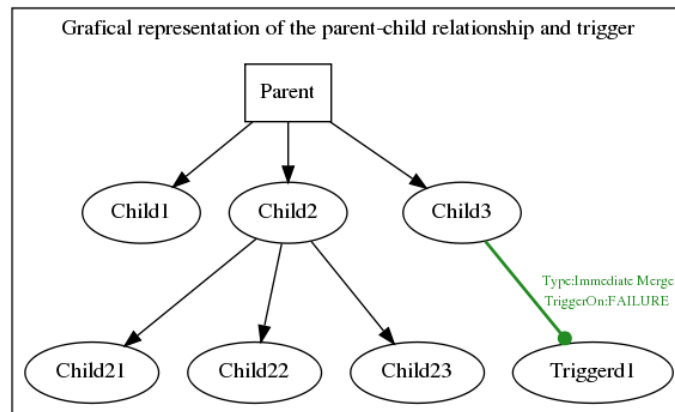 Grafical representation of the parent-child relationship and trigger
Parent
Child1
Child2
Child3
Type:Immediate Merge
TriggerOn:FAILURE
Child21
Child22
Child23
Triggerd1